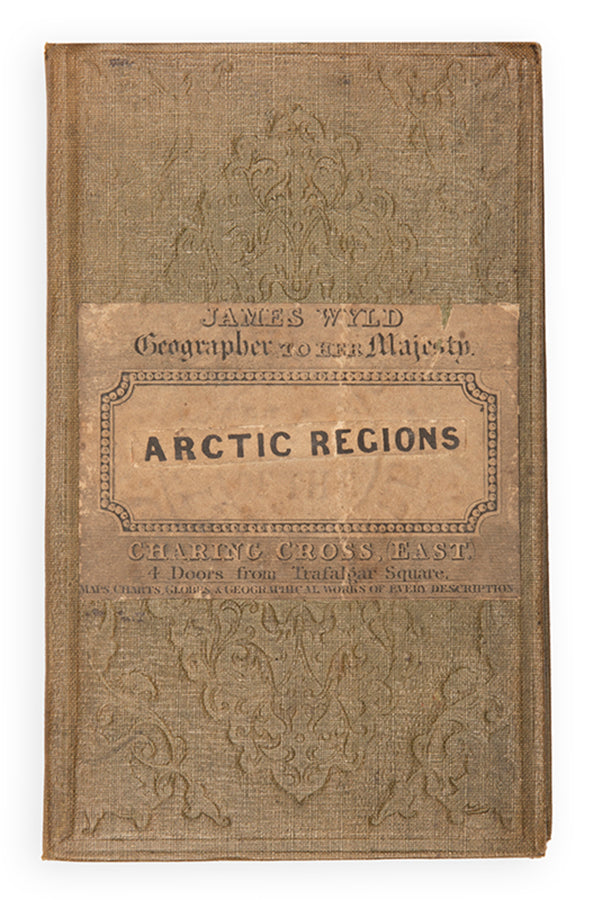 JAMES WYLD
Geographer TO HER Majesty.
ARCTIC REGIONS
CHARING CROSS, EAST.
4 Doors from Trafalgar Square.
MAPS, CHARTS, GLOBES & GEOGRAPHICAL WORKS OF EVERY DESCRIPTION.